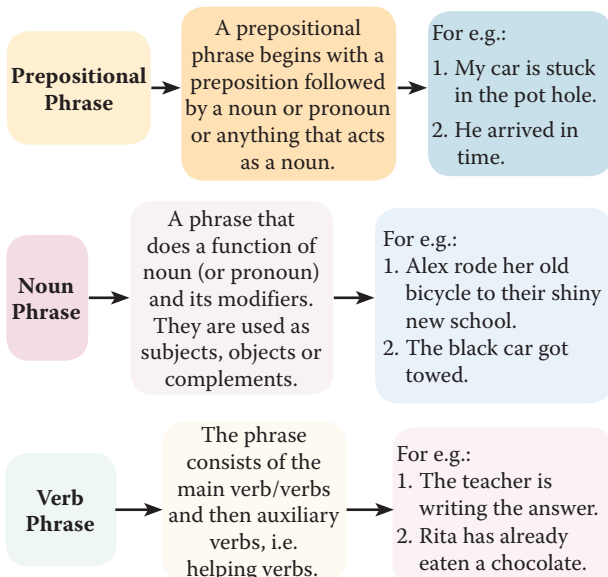 Prepositional
Phrase
A prepositional
phrase begins with
a preposition followed
by a noun or pronoun
or anything that acts
as a noun.
For e.g.:
1. My car is stuck
in the pot hole.
2. He arrived in
time.
Noun
Phrase
A phrase that
does a function of
noun (or pronoun)
and its modifiers.
They are used as
subjects, objects or
complements.
For e.g.:
1. Alex rode her old
bicycle to their shiny
new school.
2. The black car got
towed.
Verb
Phrase
The phrase
consists of the
main verb/verbs
and then auxiliary
verbs, i.e.
helping verbs.
For e.g.:
1. The teacher is
writing the answer.
2. Rita has already
eaten a chocolate.